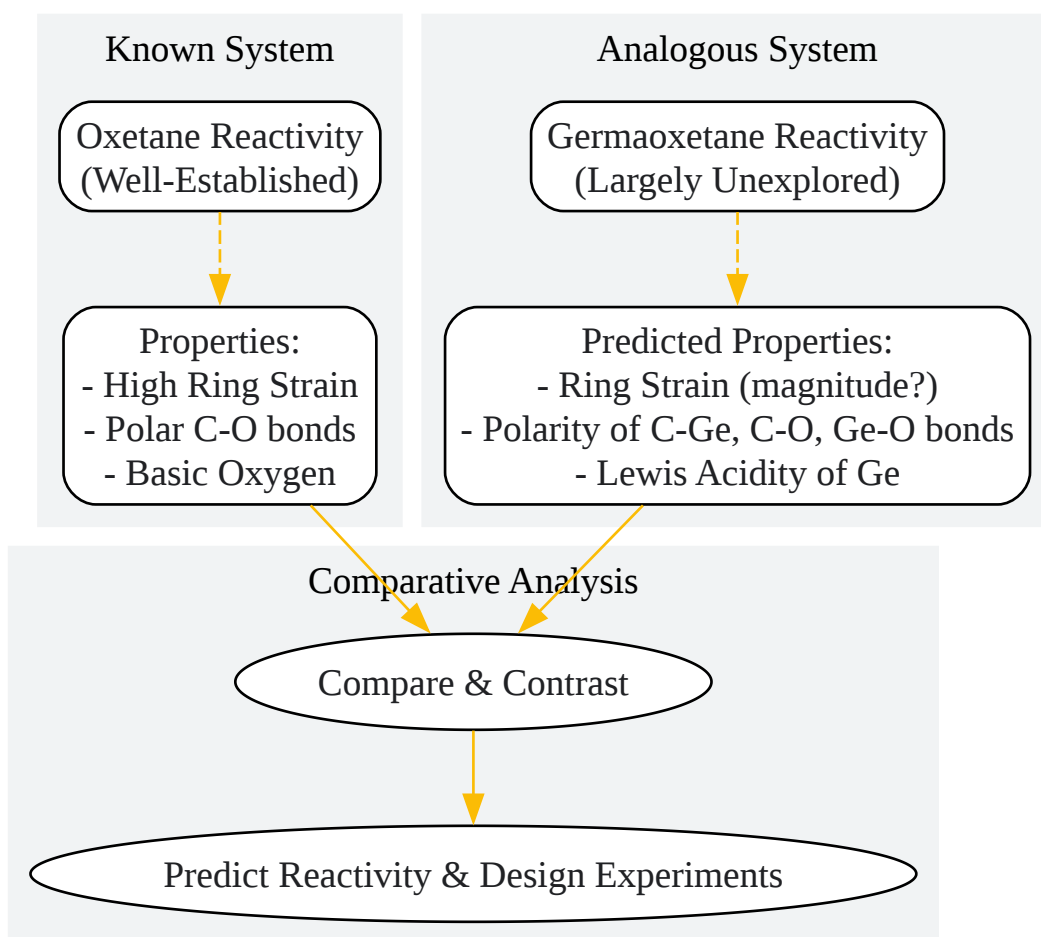 Known System
Oxetane Reactivity
(Well-Established)
Properties:
- High Ring Strain
- Polar C-O bonds
- Basic Oxygen
Analogous System
Germaoxetane Reactivity
(Largely Unexplored)
Predicted Properties:
- Ring Strain (magnitude?)
- Polarity of C-Ge, C-O, Ge-O bonds
- Lewis Acidity of Ge
Comparative Analysis
Compare & Contrast
Predict Reactivity & Design Experiments